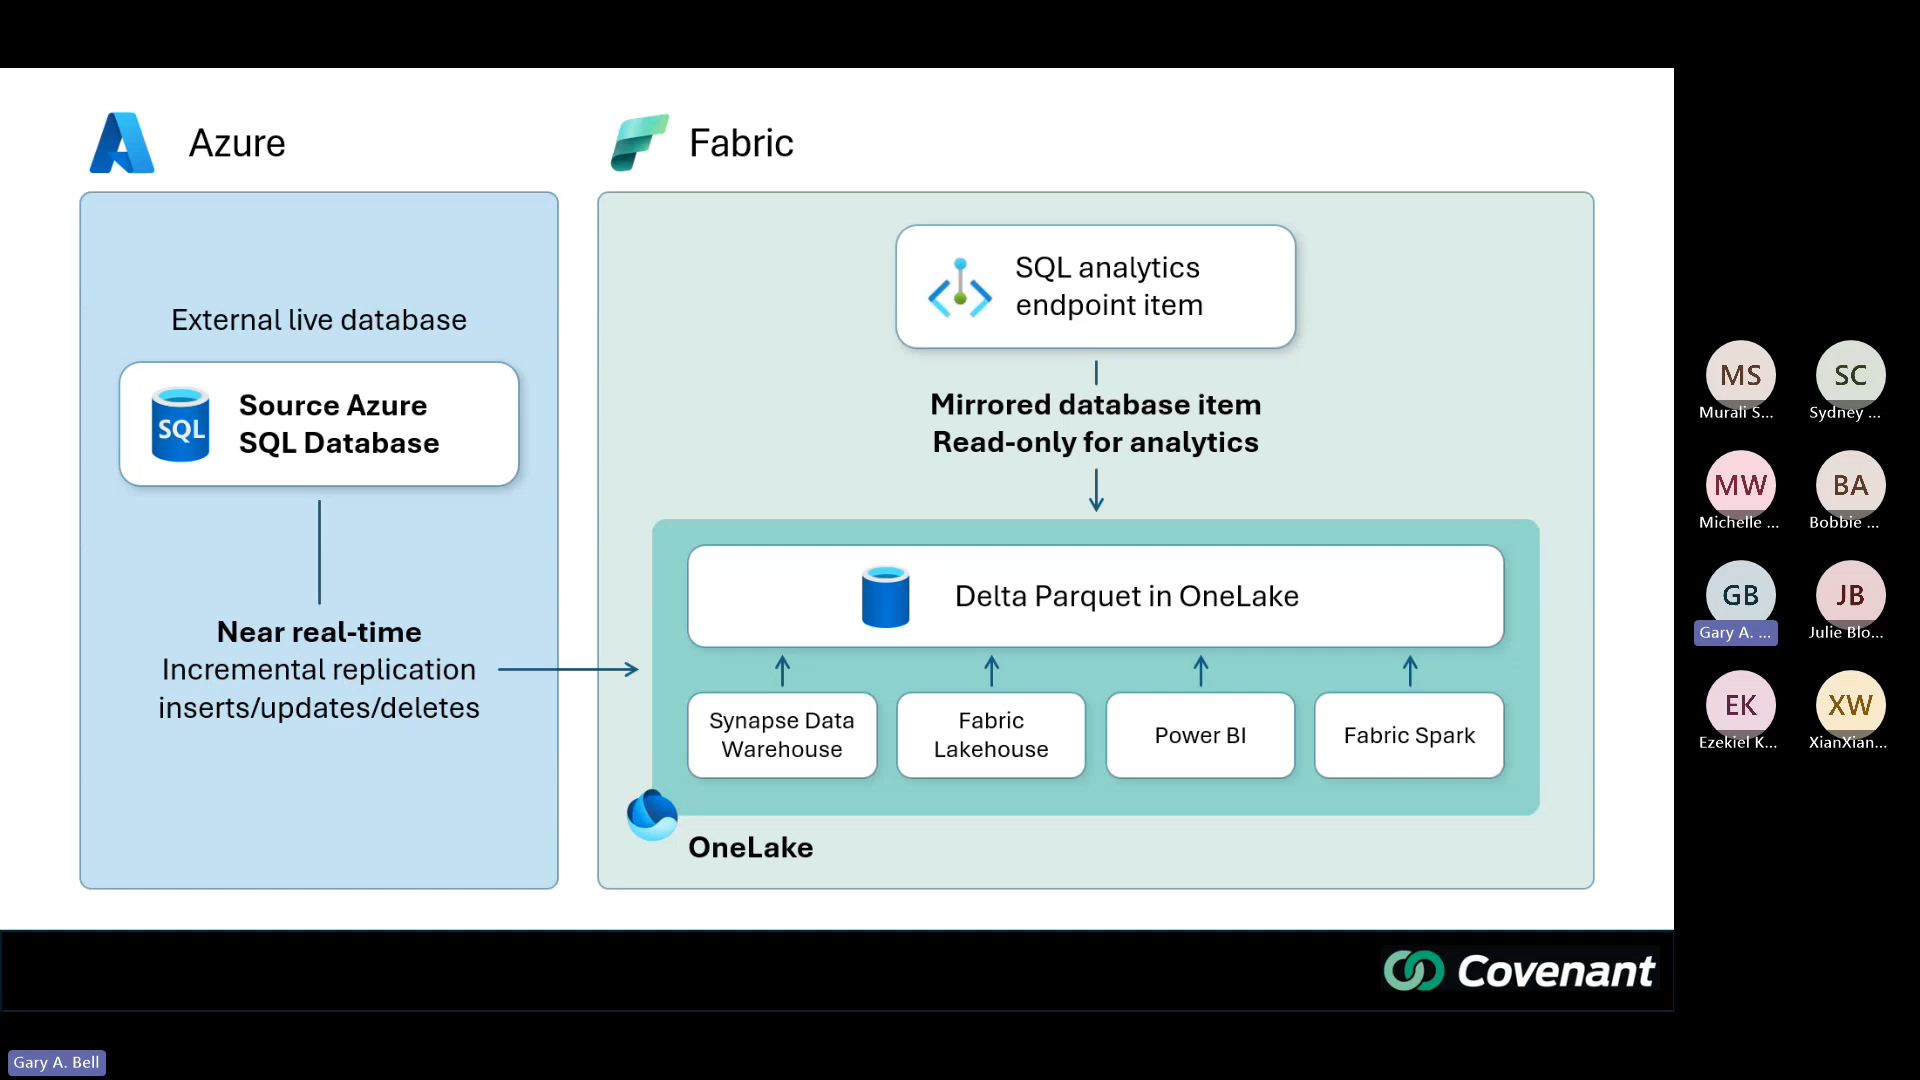 Azure
Fabric
External live database
SQL
Source Azure
SQL Database
Near real-time
Incremental replication
inserts/updates/deletes
SQL analytics
endpoint item
Mirrored database item
Read-only for analytics
Delta Parquet in OneLake
Synapse Data
Warehouse
Fabric
Lakehouse
Power BI
Fabric Spark
OneLake
Covenant
MS
Murali S...
SC
Sydney ...
MW
Michelle ...
BA
Bobbie ...
GB
Gary A. ...
JB
Julie Blo...
EK
Ezekiel K...
XW
XianXian...
Gary A. Bell